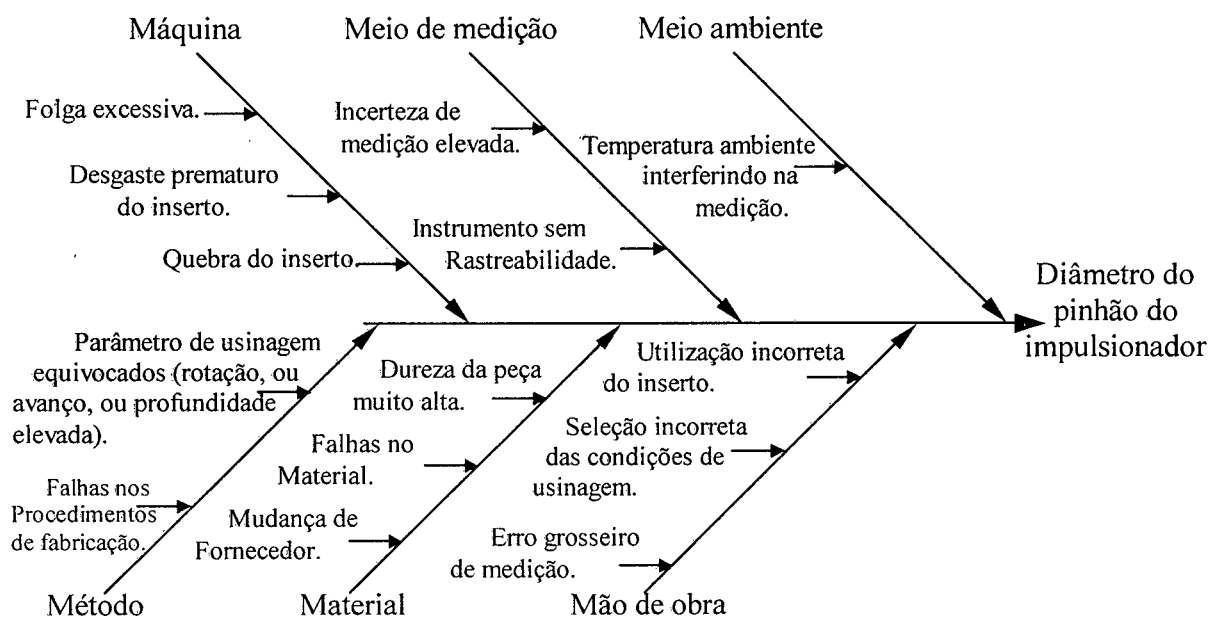 Máquina
Meio de medição
Meio ambiente
Folga excessiva.
Desgaste prematuro
do inserto.
Quebra do inserto.
Incerteza de
medição elevada.
Instrumento sem
Rastreabilidade.
Temperatura ambiente
interferindo na
medição.
Diâmetro do
pinhão do
impulsionador
Parâmetro de usinagem
equivocados (rotação, ou
avanço, ou profundidade
elevada).
Falhas nos
Procedimentos
de fabricação.
Dureza da peça
muito alta.
Falhas no
Material.
Mudança de
Fornecedor.
Utilização incorreta
do inserto.
Seleção incorreta
das condições de
usinagem.
Erro grosseiro
de medição.
Método
Material
Mão de obra